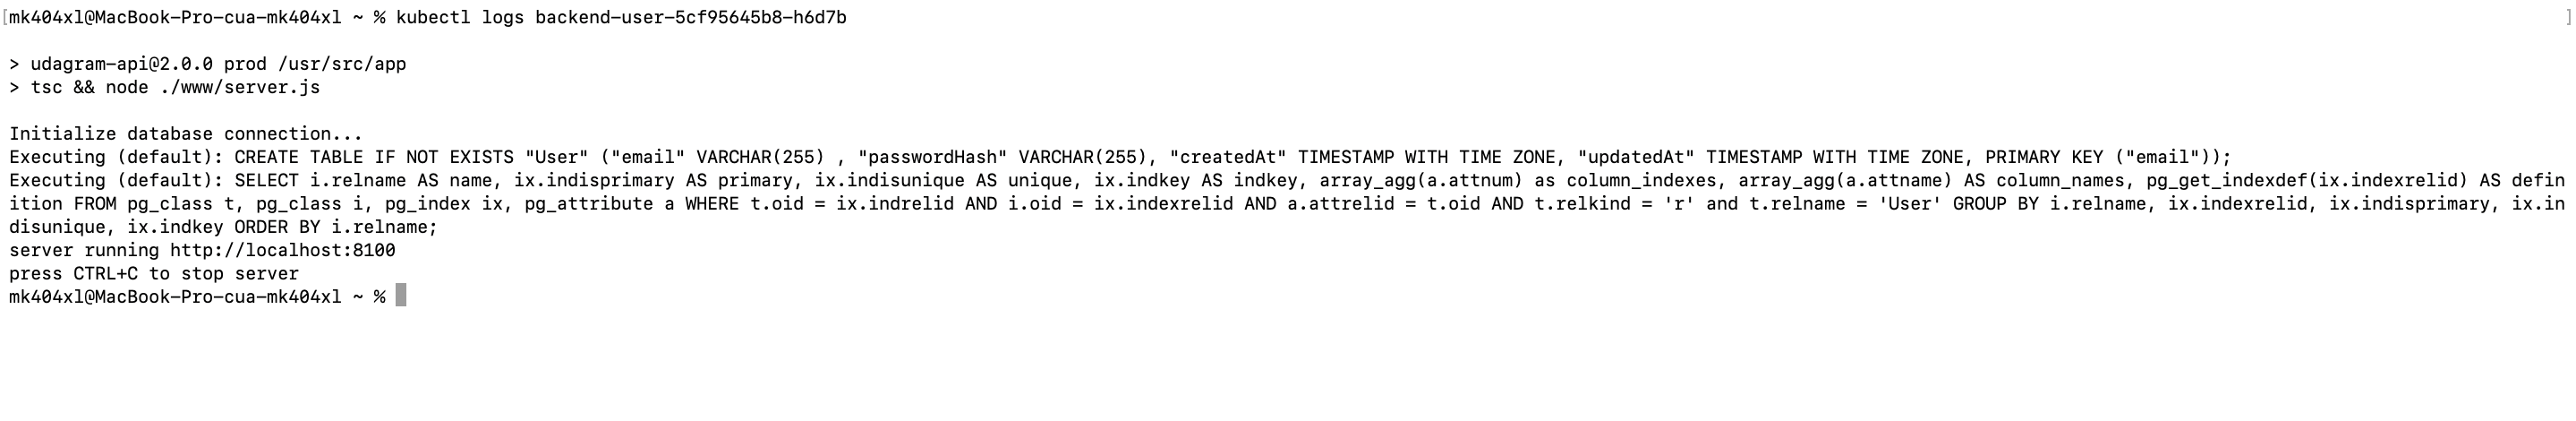 [mk404xl@MacBook-Pro-cua-mk404xl ~ % kubectl logs backend-user-5cf95645b8-h6d7b ]
> udagram-api@2.0.0 prod /usr/src/app
> tsc && node ./www/server.js
Initialize database connection...
Executing (default): CREATE TABLE IF NOT EXISTS "User" ("email" VARCHAR(255) , "passwordHash" VARCHAR(255), "createdAt" TIMESTAMP WITH TIME ZONE, "updatedAt" TIMESTAMP WITH TIME ZONE, PRIMARY KEY ("email"));
Executing (default): SELECT i.relname AS name, ix.indisprimary AS primary, ix.indisunique AS unique, ix.indkey AS indkey, array_agg(a.attnum) as column_indexes, array_agg(a.attname) AS column_names, pg_get_indexdef(ix.indexrelid) AS defin
ition FROM pg_class t, pg_class i, pg_index ix, pg_attribute a WHERE t.oid = ix.indrelid AND i.oid = ix.indexrelid AND a.attrelid = t.oid AND t.relkind = 'r' and t.relname = 'User' GROUP BY i.relname, ix.indexrelid, ix.indisprimary, ix.in
disunique, ix.indkey ORDER BY i.relname;
server running http://localhost:8100
press CTRL+C to stop server
mk404xl@MacBook-Pro-cua-mk404xl ~ %